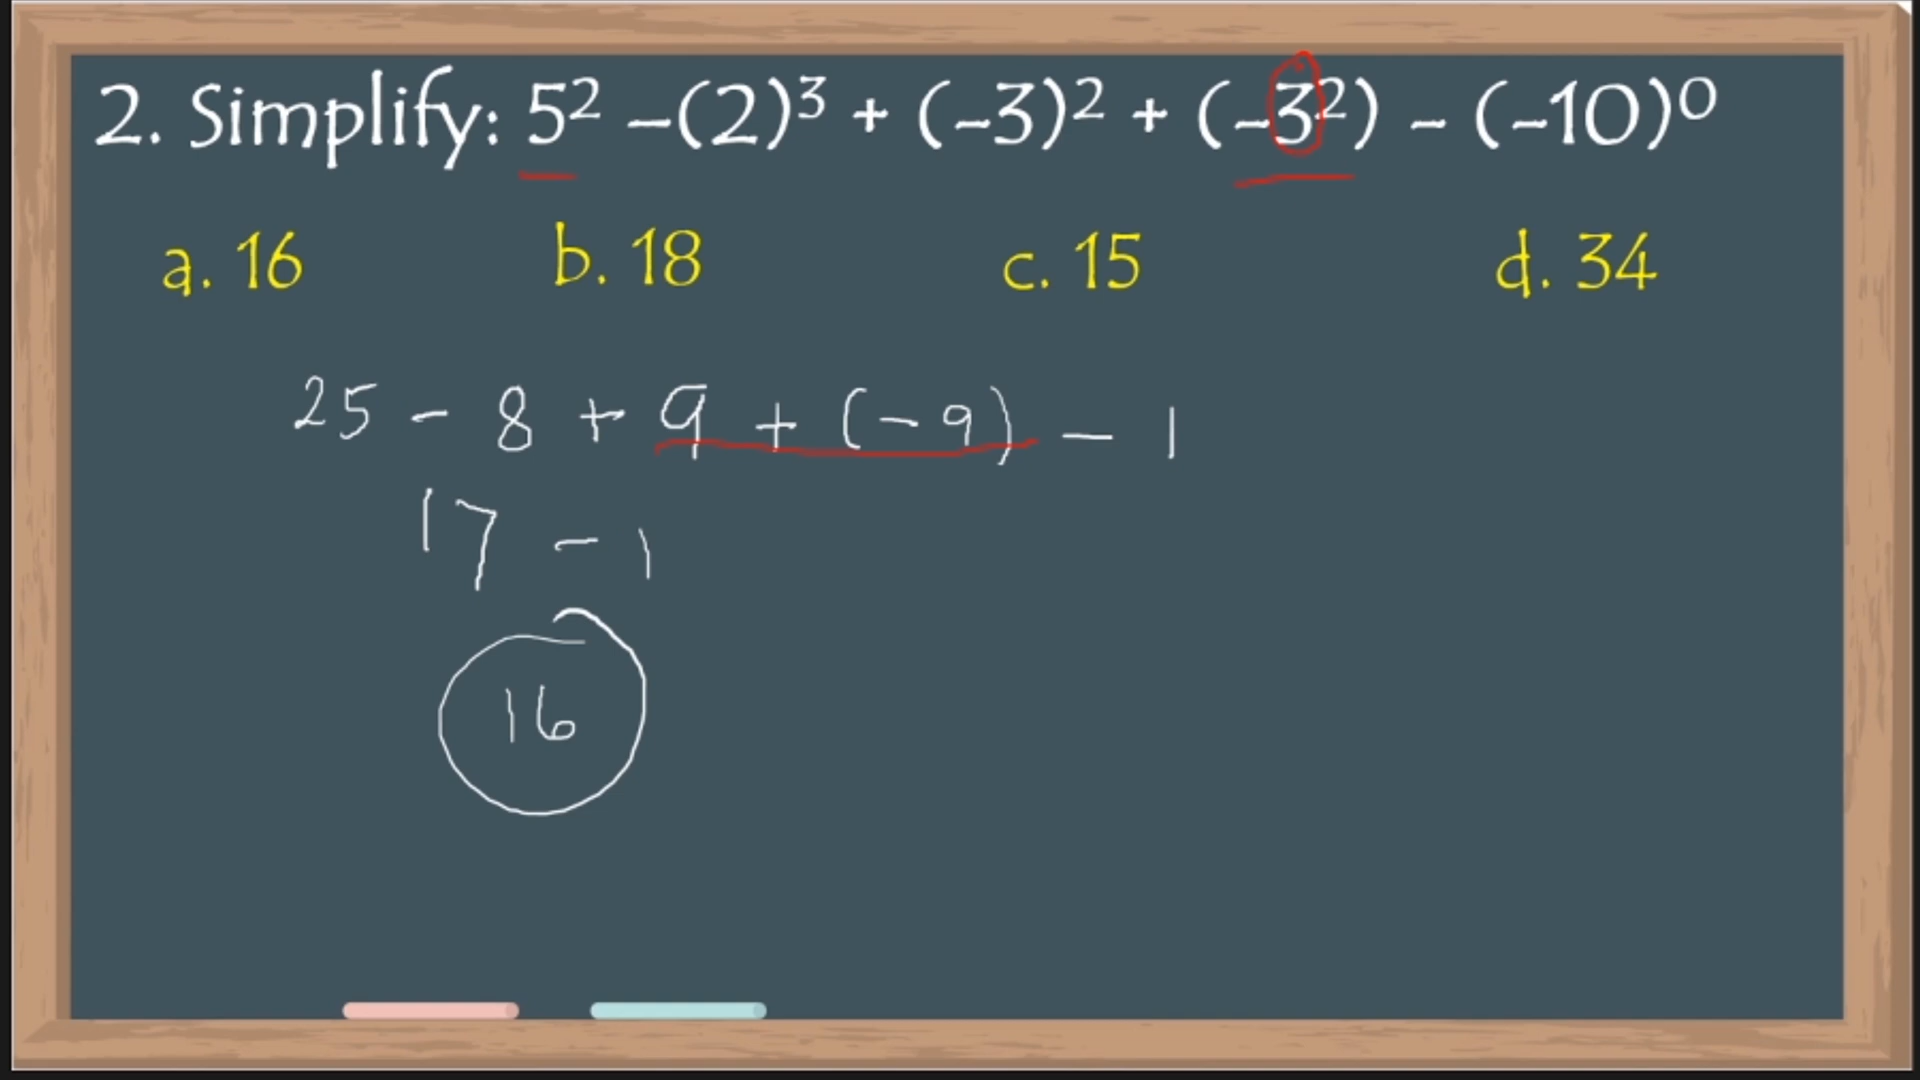 2. Simplify: 5² –(2)³ + (–3)² + (–3²) – (–10)⁰
a. 16 b. 18 c. 15 d. 34
25 – 8 + 9 + (– 9) – 1
17 – 1
16